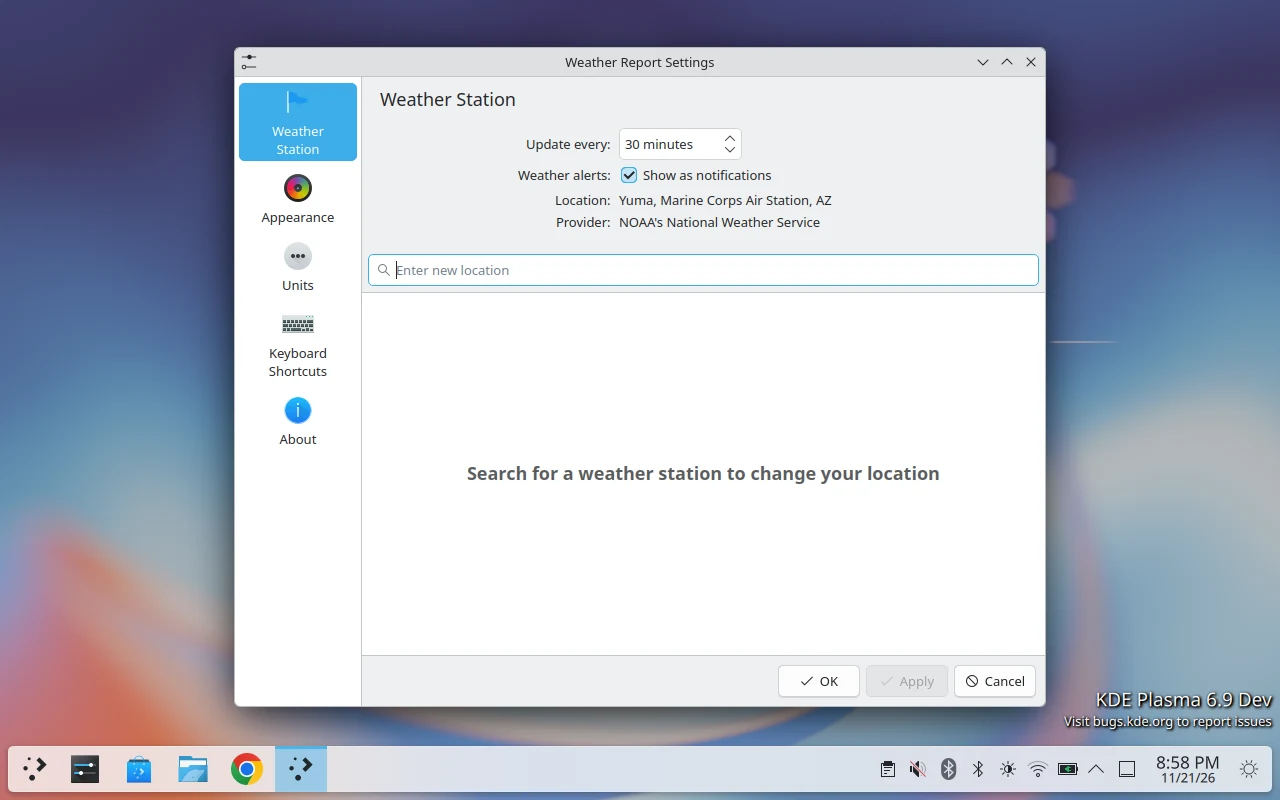 Weather Report Settings
Weather
Station
Appearance
Units
Keyboard
Shortcuts
About
Weather Station
Update every: 30 minutes
Weather alerts: Show as notifications
Location: Yuma, Marine Corps Air Station, AZ
Provider: NOAA's National Weather Service
Enter new location
Search for a weather station to change your location
OK Apply Cancel
KDE Plasma 6.9 Dev
Visit bugs.kde.org to report issues
8:58 PM
11/21/26